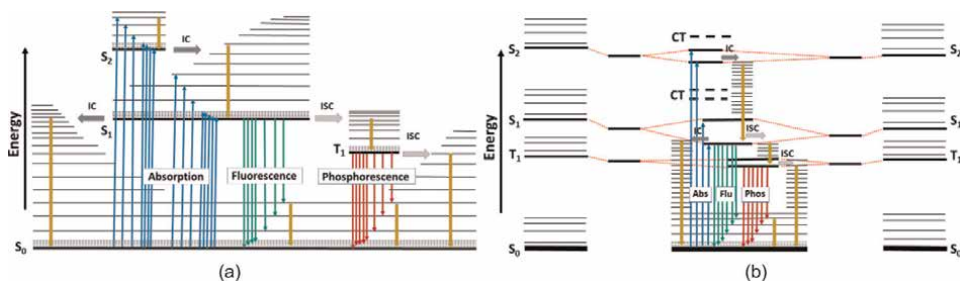 Energy
S2
IC
IC
S1
ISC
T1
ISC
Absorption
Fluorescence
Phosphorescence
S0
(a)
Energy
S2
S1
T1
S0
CT
IC
CT
IC
ISC
ISC
Abs
Flu
Phos
S2
S1
T1
S0
(b)